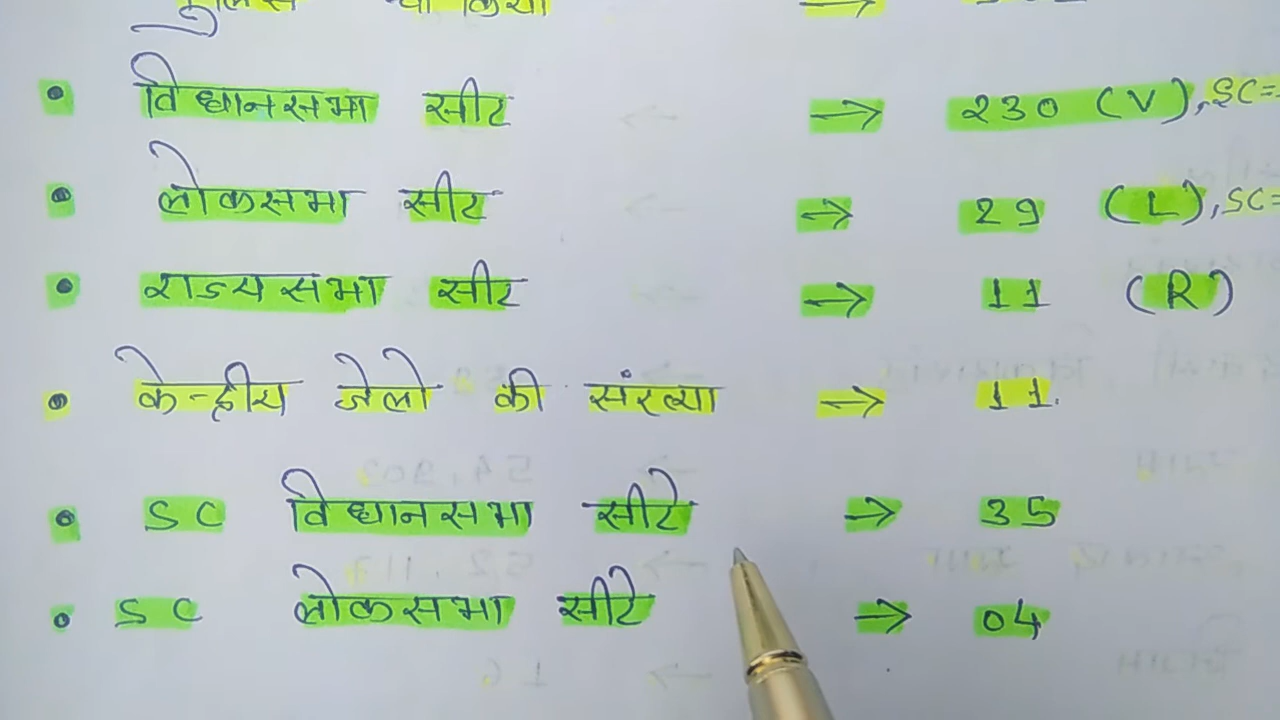 विधानसभा सीट → 230 (V), SC=
लोकसभा सीट → 29 (L), SC=
राज्यसभा सीट → 11 (R)
केन्द्रीय जेलो की संख्या → 11.
SC विधानसभा सीटे → 35
SC लोकसभा सीटे → 04